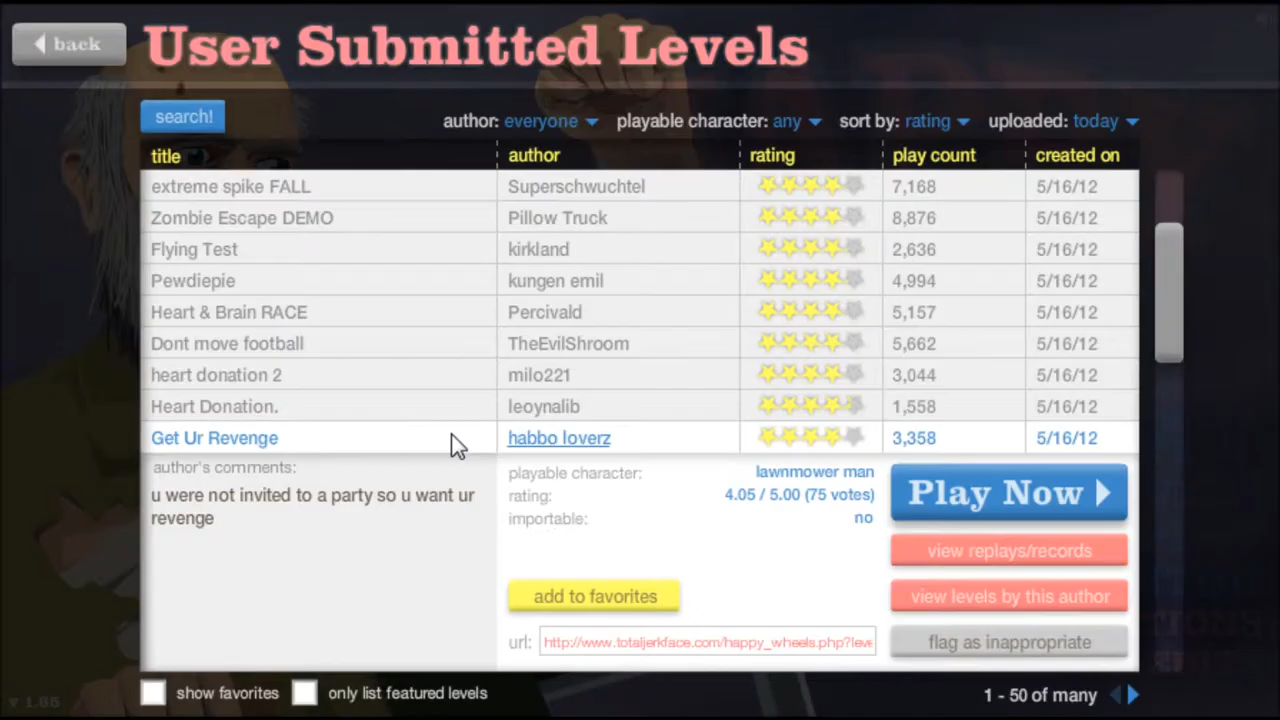 back
User Submitted Levels
search!
author: everyone playable character: any sort by: rating uploaded: today
title author rating play count created on
extreme spike FALL Superschwuchtel 7,168 5/16/12
Zombie Escape DEMO Pillow Truck 8,876 5/16/12
Flying Test kirkland 2,636 5/16/12
Pewdiepie kungen emil 4,994 5/16/12
Heart & Brain RACE Percivald 5,157 5/16/12
Dont move football TheEvilShroom 5,662 5/16/12
heart donation 2 milo221 3,044 5/16/12
Heart Donation. leoynalib 1,558 5/16/12
Get Ur Revenge habbo loverz 3,358 5/16/12
author's comments:
u were not invited to a party so u want ur
revenge
playable character: lawnmower man
rating: 4.05 / 5.00 (75 votes)
importable: no
add to favorites
url: http://www.totaljerkface.com/happy_wheels.php?leve
Play Now
view replays/records
view levels by this author
flag as inappropriate
show favorites only list featured levels
1 - 50 of many